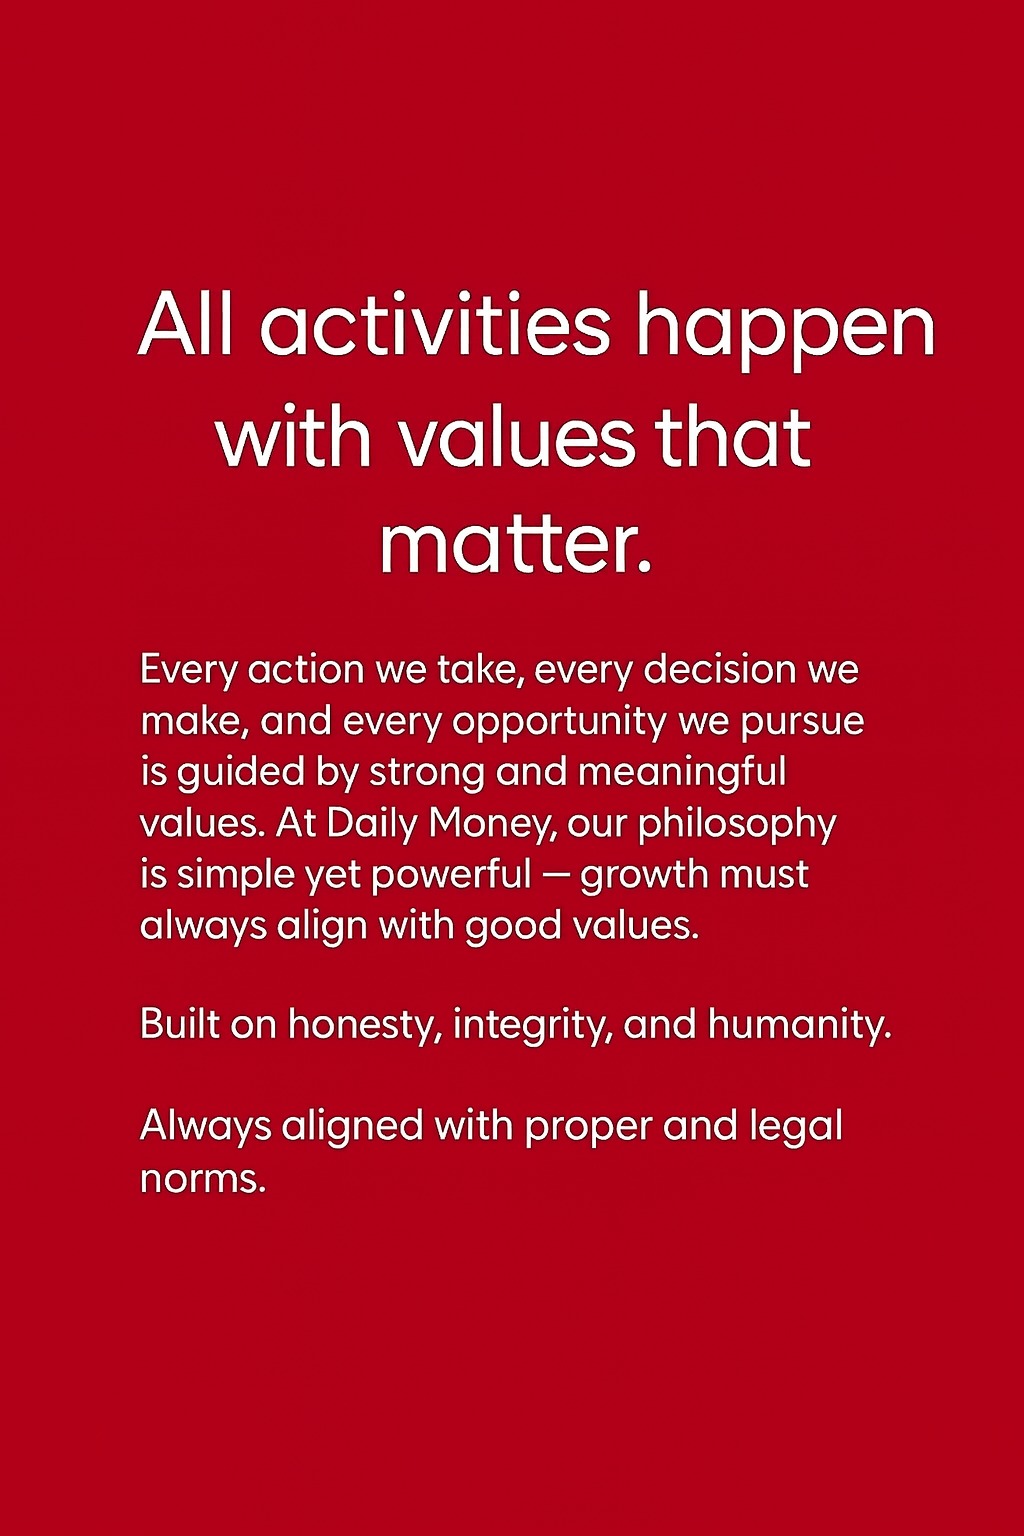 All activities happen
with values that
matter.
Every action we take, every decision we
make, and every opportunity we pursue
is guided by strong and meaningful
values. At Daily Money, our philosophy
is simple yet powerful — growth must
always align with good values.
Built on honesty, integrity, and humanity.
Always aligned with proper and legal
norms.